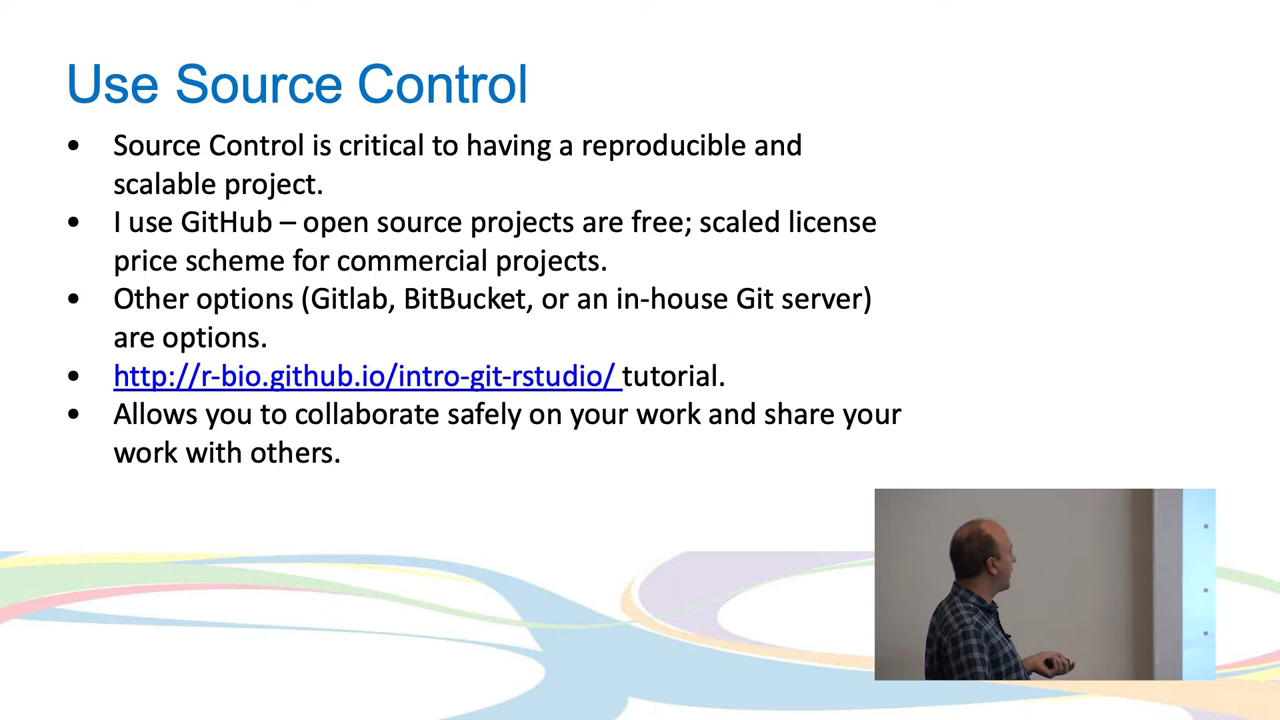 Use Source Control
• Source Control is critical to having a reproducible and
scalable project.
• I use GitHub – open source projects are free; scaled license
price scheme for commercial projects.
• Other options (Gitlab, BitBucket, or an in-house Git server)
are options.
• http://r-bio.github.io/intro-git-rstudio/ tutorial.
• Allows you to collaborate safely on your work and share your
work with others.